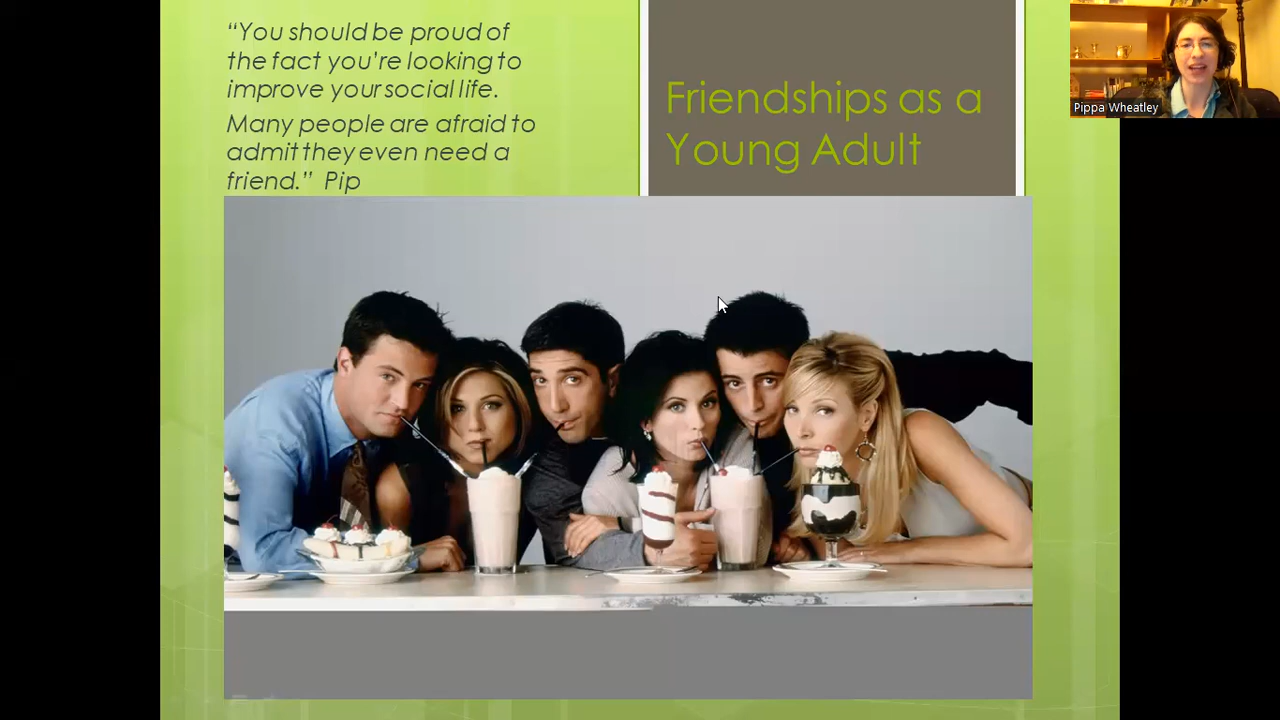 “You should be proud of
the fact you’re looking to
improve your social life.
Many people are afraid to
admit they even need a
friend.” Pip
Friendships as a
Young Adult
Pippa Wheatley